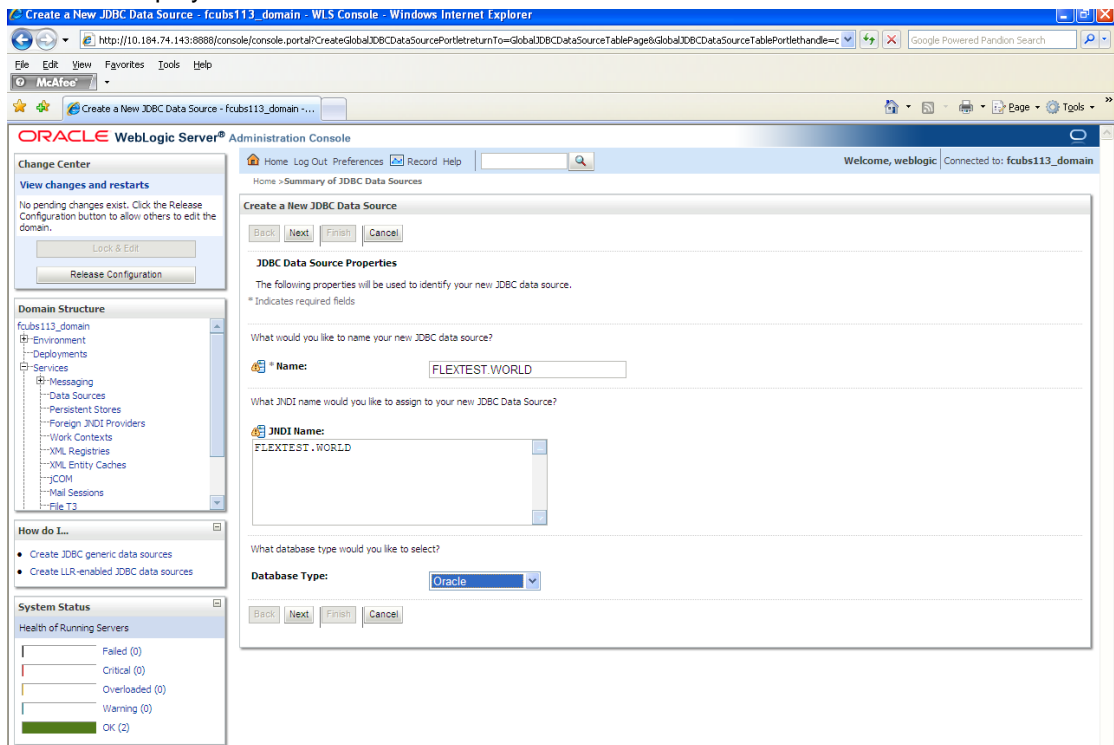 Create a New JDBC Data Source - fcubs113_domain - WLS Console - Windows Internet Explorer
http://10.184.74.143:8888/console/console.portal?CreateGlobalJDBCDataSourcePortletreturnTo=GlobalJDBCDataSourceTablePage&GlobalJDBCDataSourceTablePortlethandle=c
Google Powered Pandion Search
File Edit View Favorites Tools Help
McAfee
Create a New JDBC Data Source - fcubs113_domain -...
Page Tools
ORACLE WebLogic Server® Administration Console
Change Center
View changes and restarts
No pending changes exist. Click the Release
Configuration button to allow others to edit the
domain.
Lock & Edit
Release Configuration
Domain Structure
fcubs113_domain
Environment
Deployments
Services
Messaging
Data Sources
Persistent Stores
Foreign JNDI Providers
Work Contexts
XML Registries
XML Entity Caches
jCOM
Mail Sessions
File T3
How do I...
Create JDBC generic data sources
Create LLR-enabled JDBC data sources
System Status
Health of Running Servers
Failed (0)
Critical (0)
Overloaded (0)
Warning (0)
OK (2)
Home Log Out Preferences Record Help
Welcome, weblogic Connected to: fcubs113_domain
Home >Summary of JDBC Data Sources
Create a New JDBC Data Source
Back Next Finish Cancel
JDBC Data Source Properties
The following properties will be used to identify your new JDBC data source.
* Indicates required fields
What would you like to name your new JDBC data source?
* Name: FLEXTEST.WORLD
What JNDI name would you like to assign to your new JDBC Data Source?
JNDI Name:
FLEXTEST.WORLD
What database type would you like to select?
Database Type: Oracle
Back Next Finish Cancel